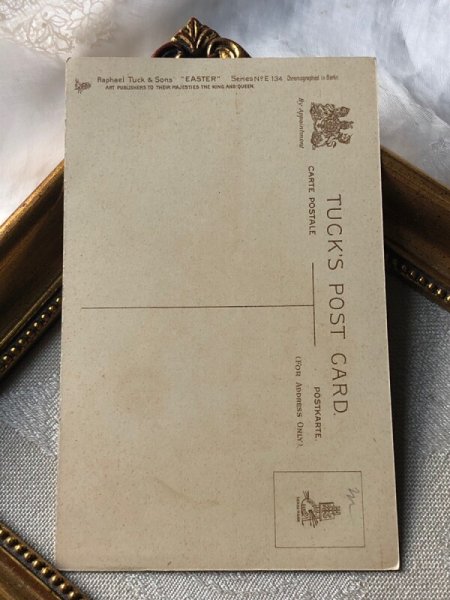 Raphael Tuck & Sons' "EASTER" Series No E 134 Chromographed in Berlin
ART PUBLISHERS TO THEIR MAJESTIES THE KING AND QUEEN.
By Appointment
TUCK'S POST CARD.
CARTE POSTALE
POSTKARTE.
(FOR ADDRESS ONLY).
m